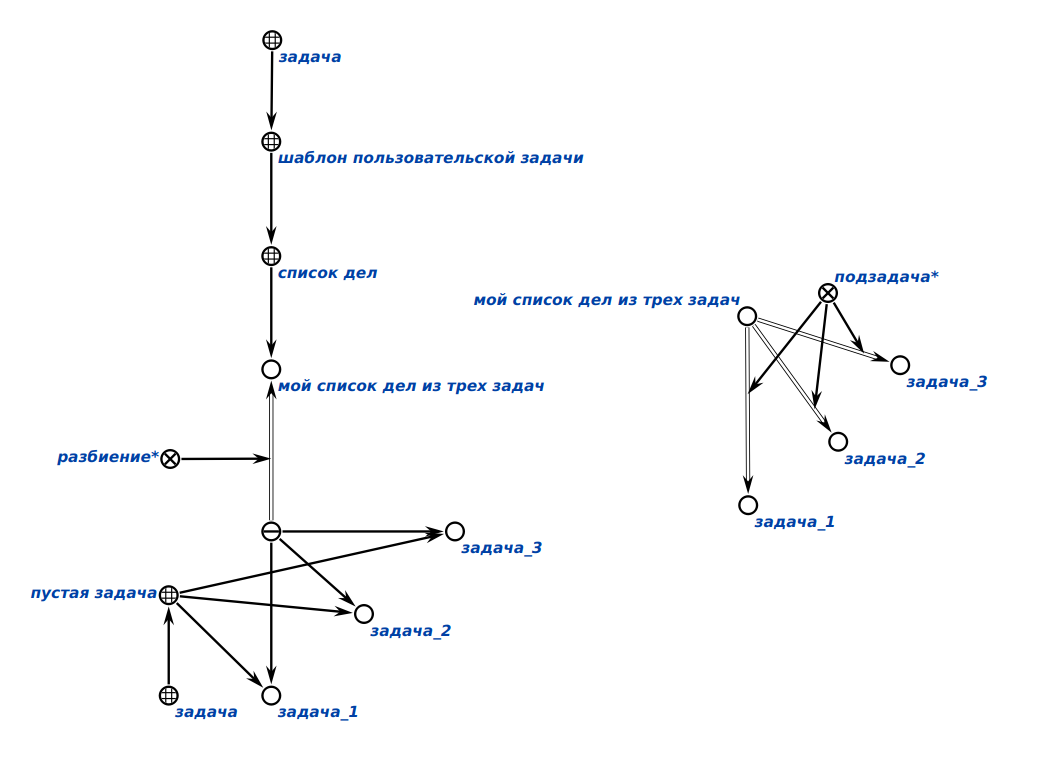 задача
шаблон пользовательской задачи
список дел
мой список дел из трех задач
разбиение*
задача_3
пустая задача
задача_2
задача
задача_1
подзадача*
мой список дел из трех задач
задача_3
задача_2
задача_1